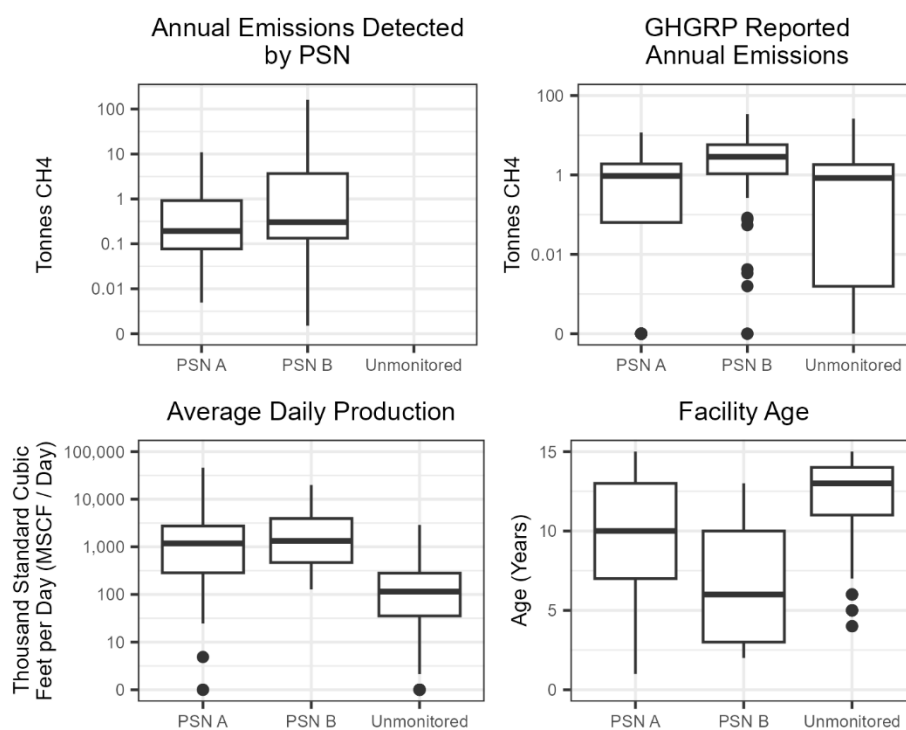 Annual Emissions Detected
by PSN
Tonnes CH4
100
10
1
0.1
0.01
0
PSN A
PSN B
Unmonitored
GHGRP Reported
Annual Emissions
Tonnes CH4
100
1
0.01
0
PSN A
PSN B
Unmonitored
Average Daily Production
Thousand Standard Cubic
Feet per Day (MSCF / Day)
100,000
10,000
1,000
100
10
0
PSN A
PSN B
Unmonitored
Facility Age
Age (Years)
15
10
5
0
PSN A
PSN B
Unmonitored